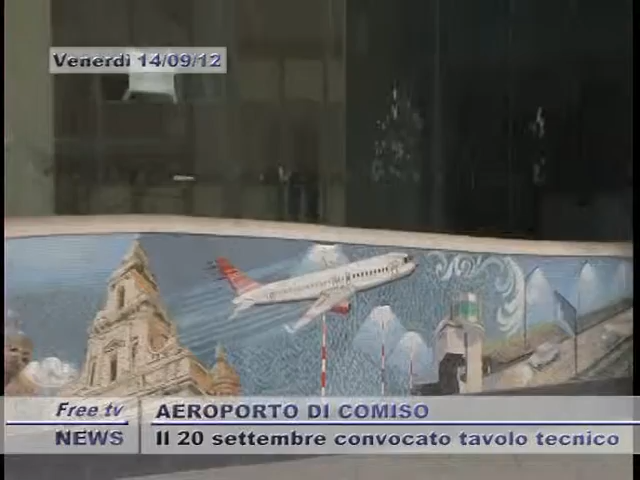 Venerdì 14/09/12
Free tv
NEWS
AEROPORTO DI COMISO
Il 20 settembre convocato tavolo tecnico